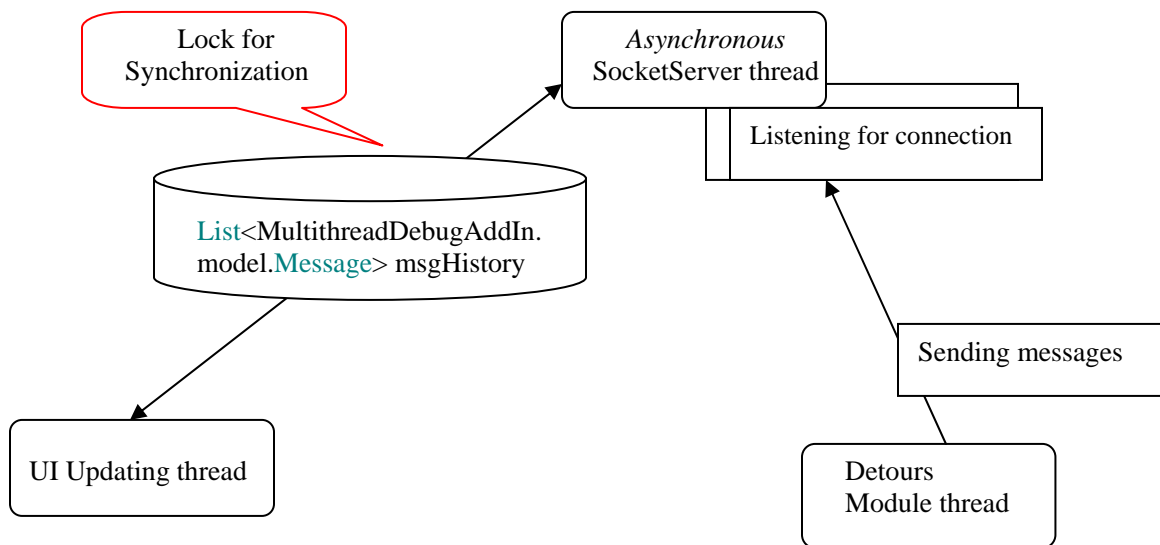 Lock for
Synchronization
Asynchronous
SocketServer thread
Listening for connection
List<MultithreadDebugAddIn.
model.Message> msgHistory
Sending messages
UI Updating thread
Detours
Module thread